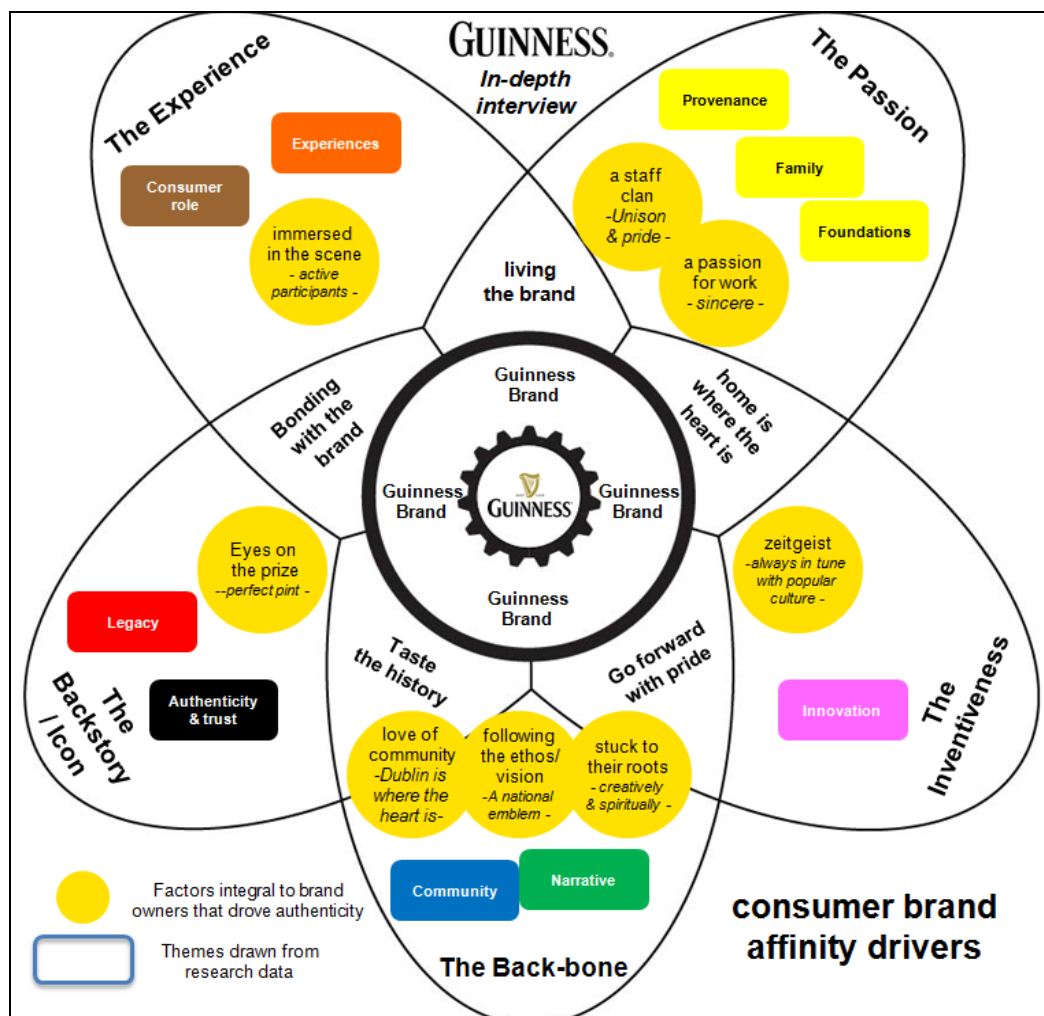 GUINNESS®
In-depth
interview
The Experience
The Passion
Experiences
Consumer
role
immersed
in the scene
- active
participants -
Provenance
Family
Foundations
a staff
clan
-Unison
& pride -
a passion
for work
- sincere -
living
the brand
Bonding
with the
brand
home is
where the
heart is
Guinness
Brand
Guinness
Brand
GUINNESS
Guinness
Brand
Guinness
Brand
Eyes on
the prize
--perfect pint -
Legacy
Authenticity
& trust
The
Backstory
/ Icon
zeitgeist
-always in tune
with popular
culture -
Innovation
The
Inventiveness
Taste
the history
Go forward
with pride
love of
community
-Dublin is
where the
heart is-
following
the ethos/
vision
-A national
emblem -
stuck to
their roots
- creatively
& spiritually -
Community
Narrative
The Back-bone
Factors integral to brand
owners that drove authenticity
Themes drawn from
research data
consumer brand
affinity drivers